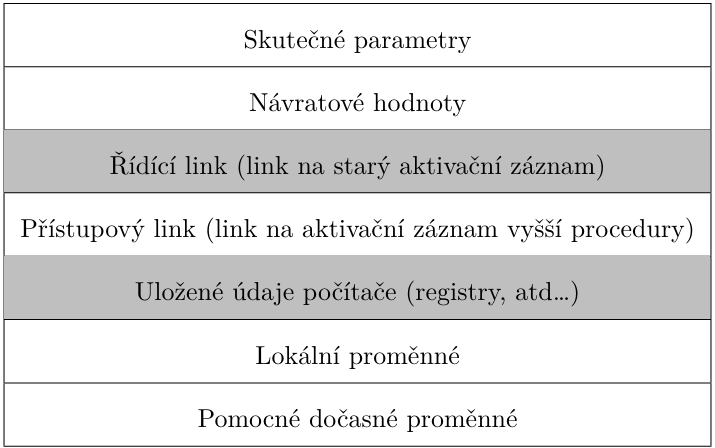 Skutečné parametry
Návratové hodnoty
Řídící link (link na starý aktivační záznam)
Přístupový link (link na aktivační záznam vyšší procedury)
Uložené údaje počítače (registry, atd…)
Lokální proměnné
Pomocné dočasné proměnné